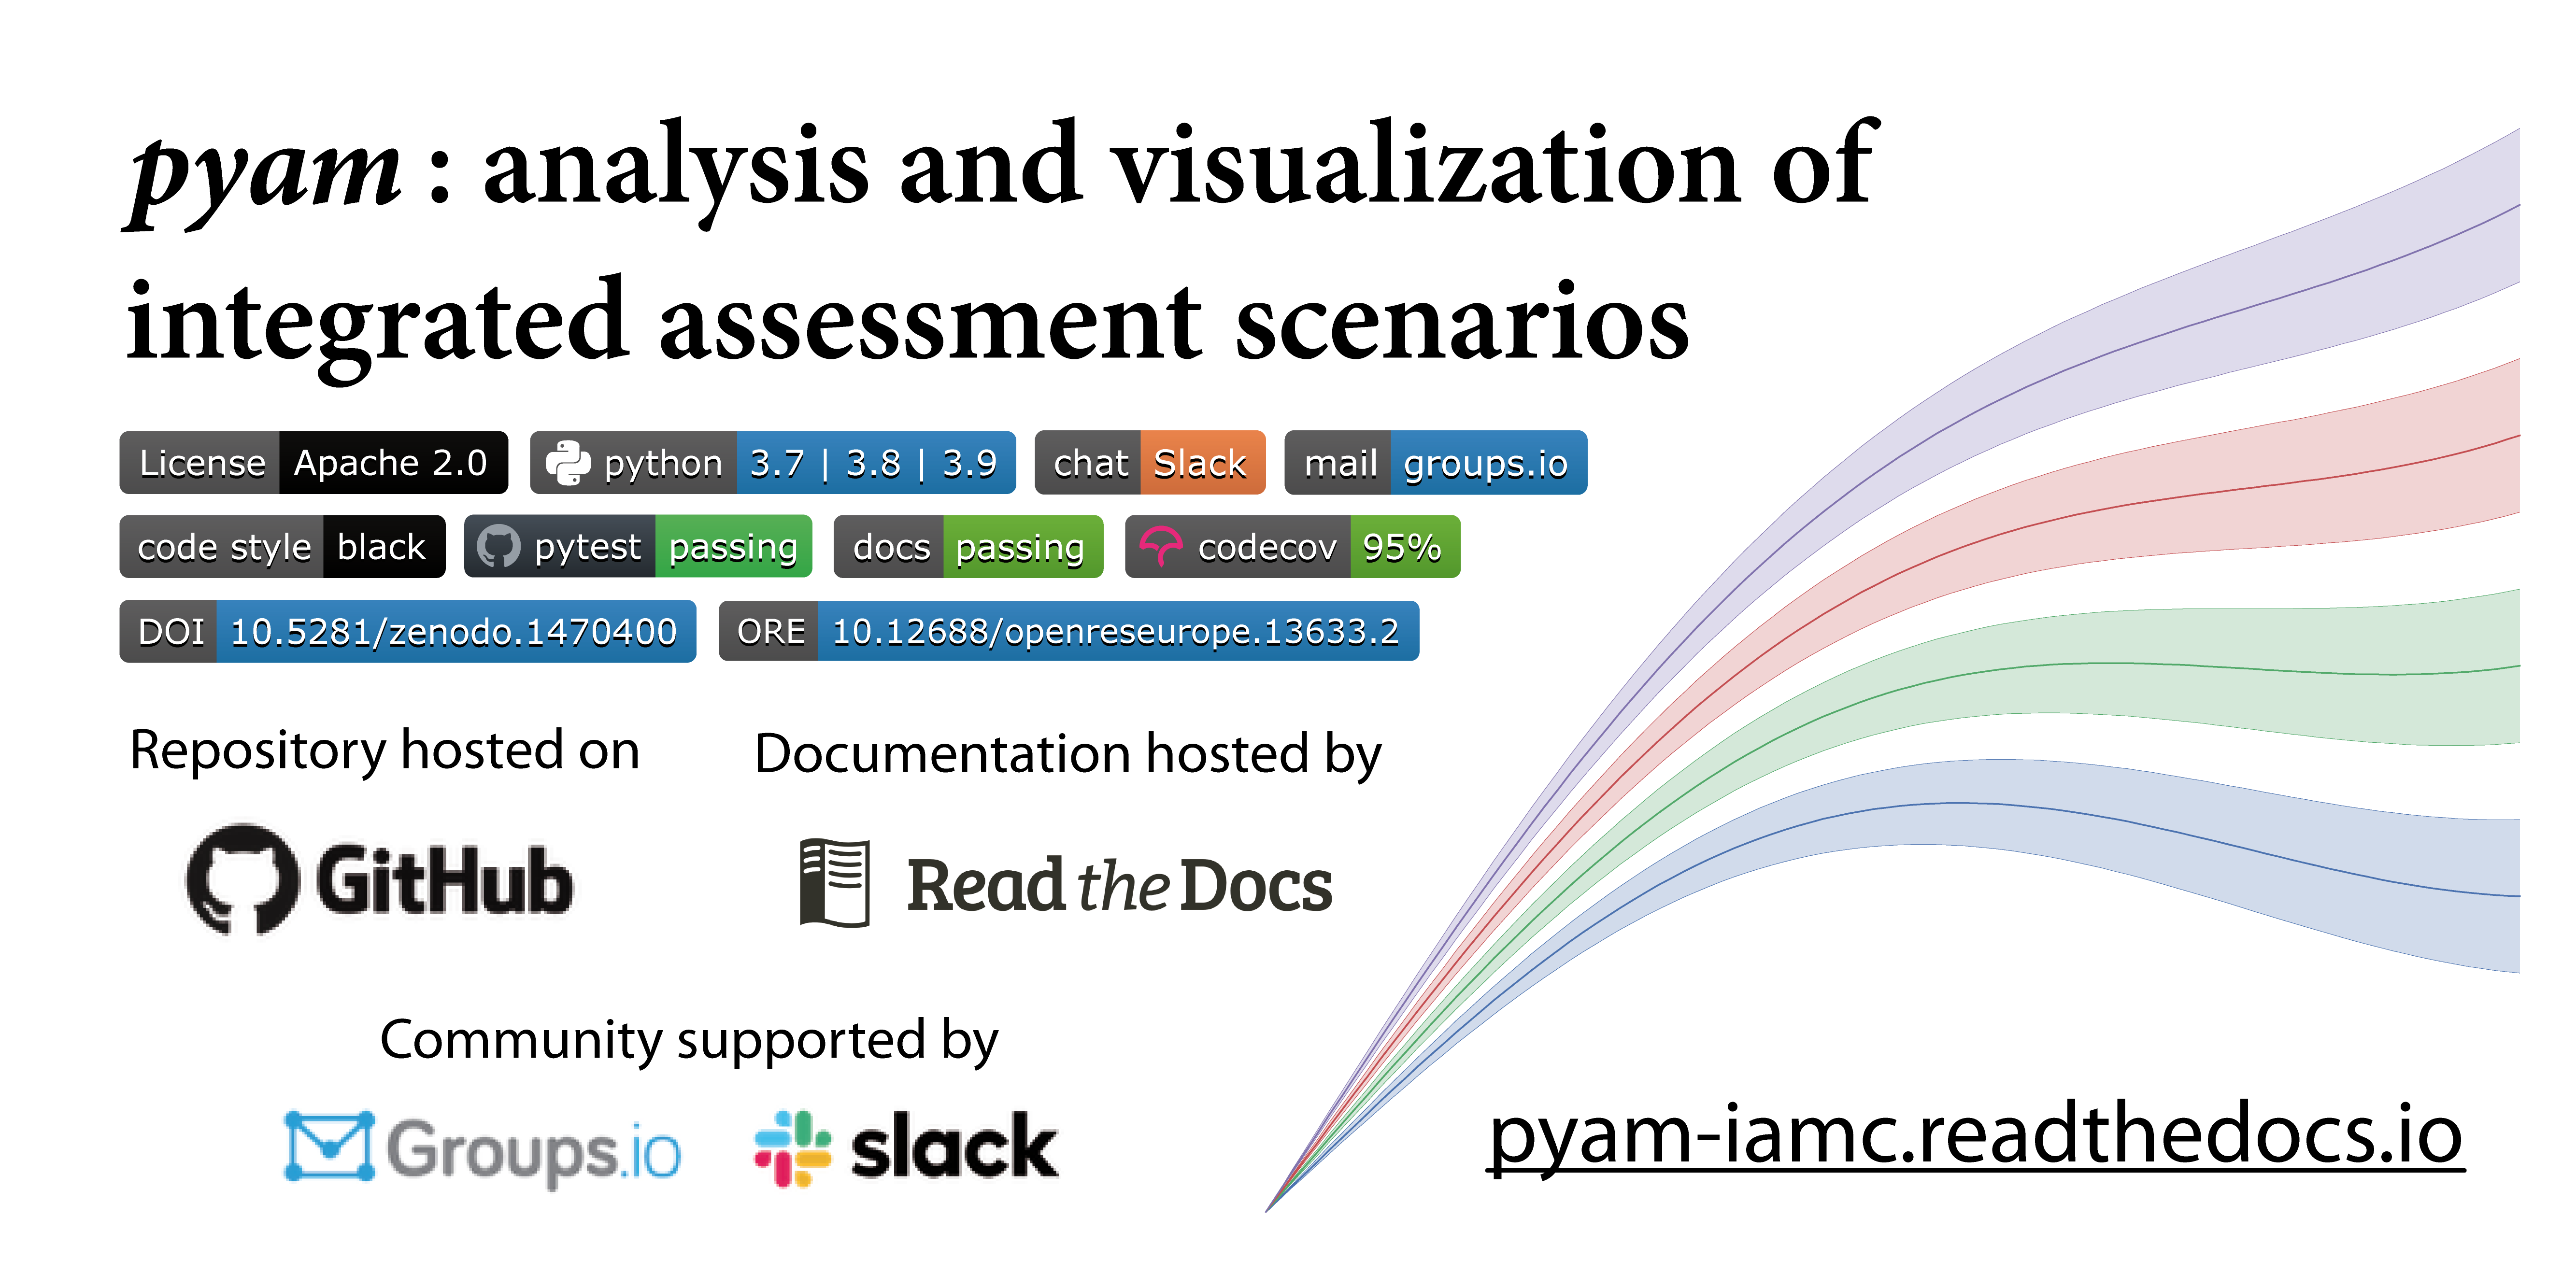 pyam : analysis and visualization of
integrated assessment scenarios
License Apache 2.0 python 3.7 | 3.8 | 3.9 chat Slack mail groups.io
code style black pytest passing docs passing codecov 95%
DOI 10.5281/zenodo.1470400 ORE 10.12688/openreseurope.13633.2
Repository hosted on
GitHub
Documentation hosted by
Read the Docs
Community supported by
Groups.io slack
pyam-iamc.readthedocs.io